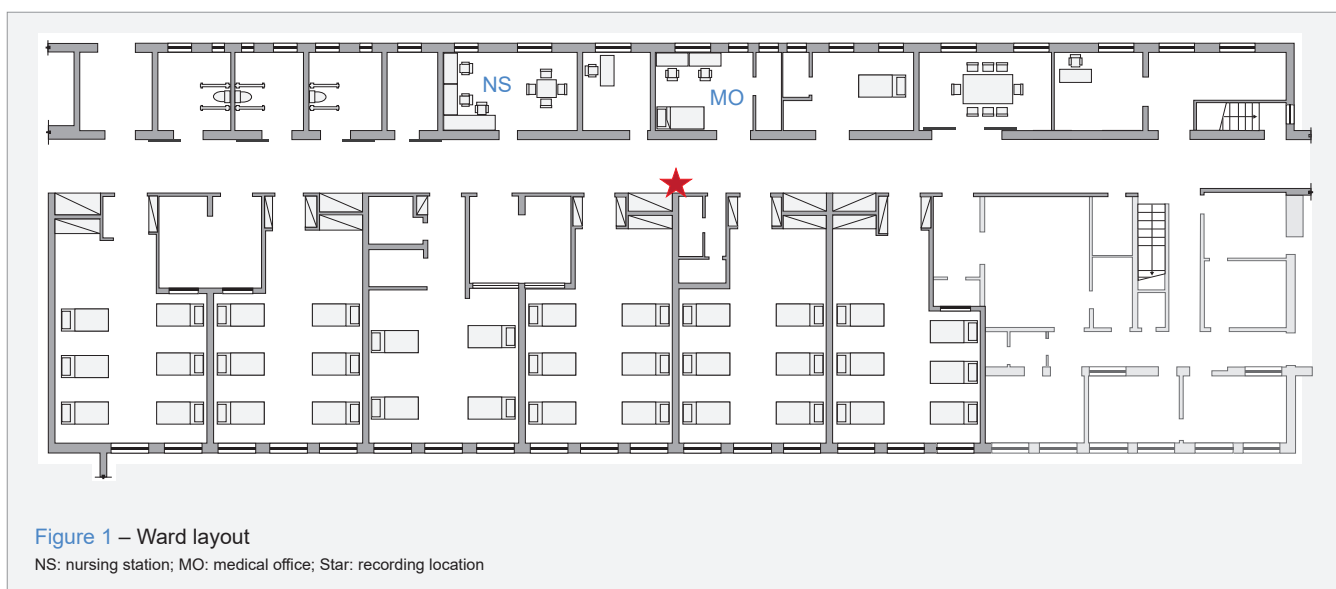 NS
MO
Figure 1 – Ward layout
NS: nursing station; MO: medical office; Star: recording location